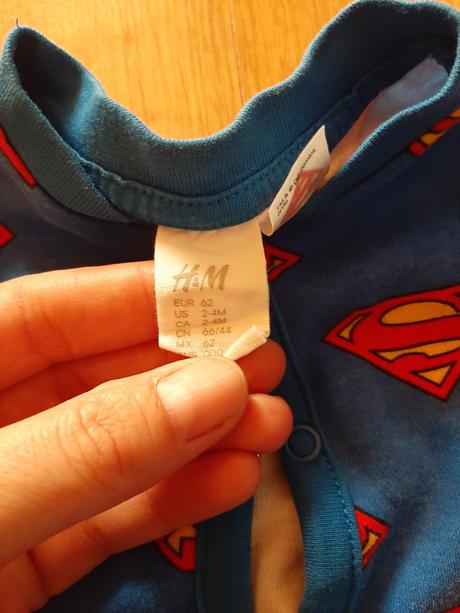 H&M
EUR 62
US 2-4M
CA 2-4M
CN 66/44
MX 62